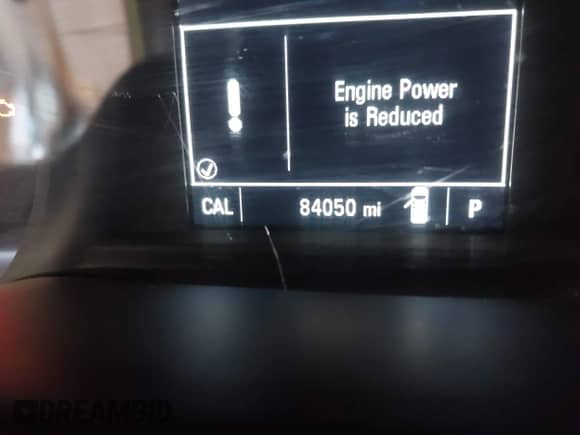 Engine Power
is Reduced
CAL 84050 mi P
DREAMBID